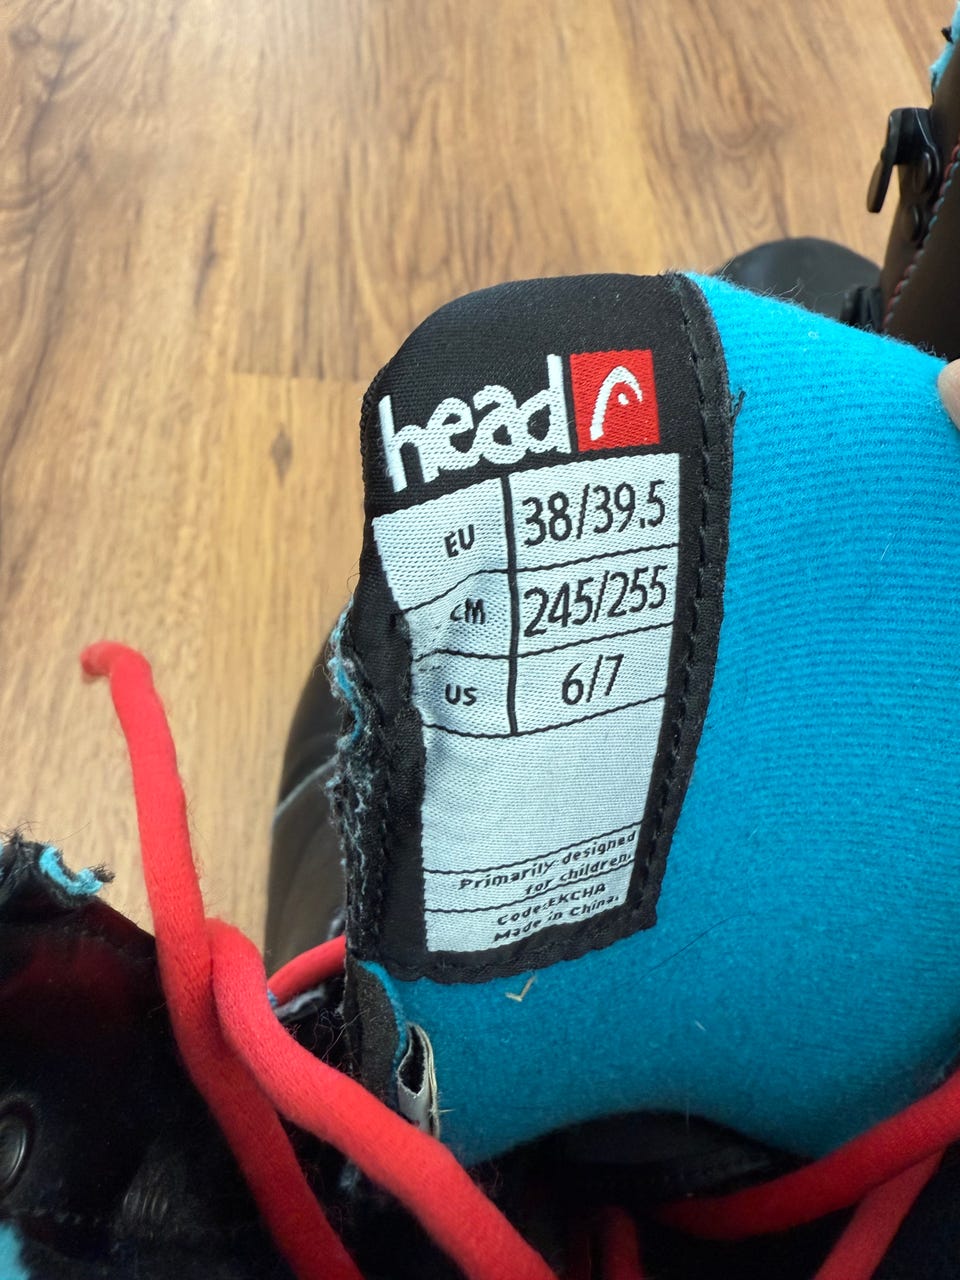 head
EU 38/39.5
CM 245/255
US 6/7
Primarily designed
for children.
Code:EKCHA
Made in China.